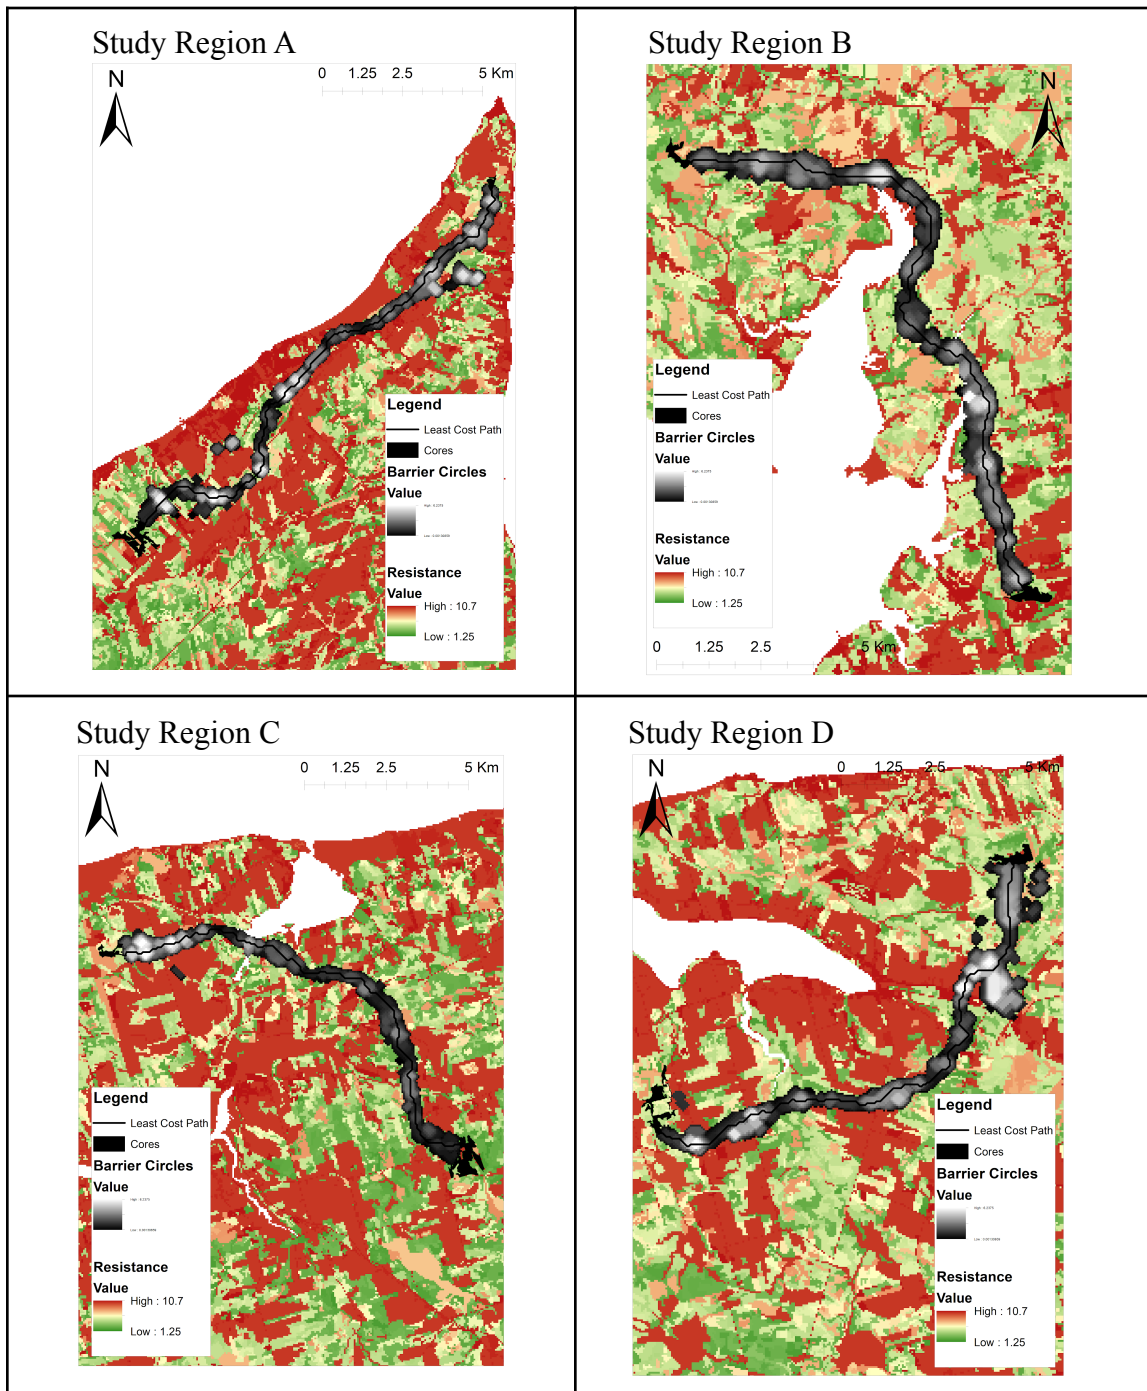 Study Region A
N
0 1.25 2.5 5 Km
Legend
Least Cost Path
Cores
Barrier Circles
Value
Resistance
Value
High : 10.7
Low : 1.25
Study Region B
N
Legend
Least Cost Path
Cores
Barrier Circles
Value
Resistance
Value
High : 10.7
Low : 1.25
0 1.25 2.5 5 Km
Study Region C
N
0 1.25 2.5 5 Km
Legend
Least Cost Path
Cores
Barrier Circles
Value
Resistance
Value
High : 10.7
Low : 1.25
Study Region D
N
0 1.25 2.5 5 Km
Legend
Least Cost Path
Cores
Barrier Circles
Value
Resistance
Value
High : 10.7
Low : 1.25